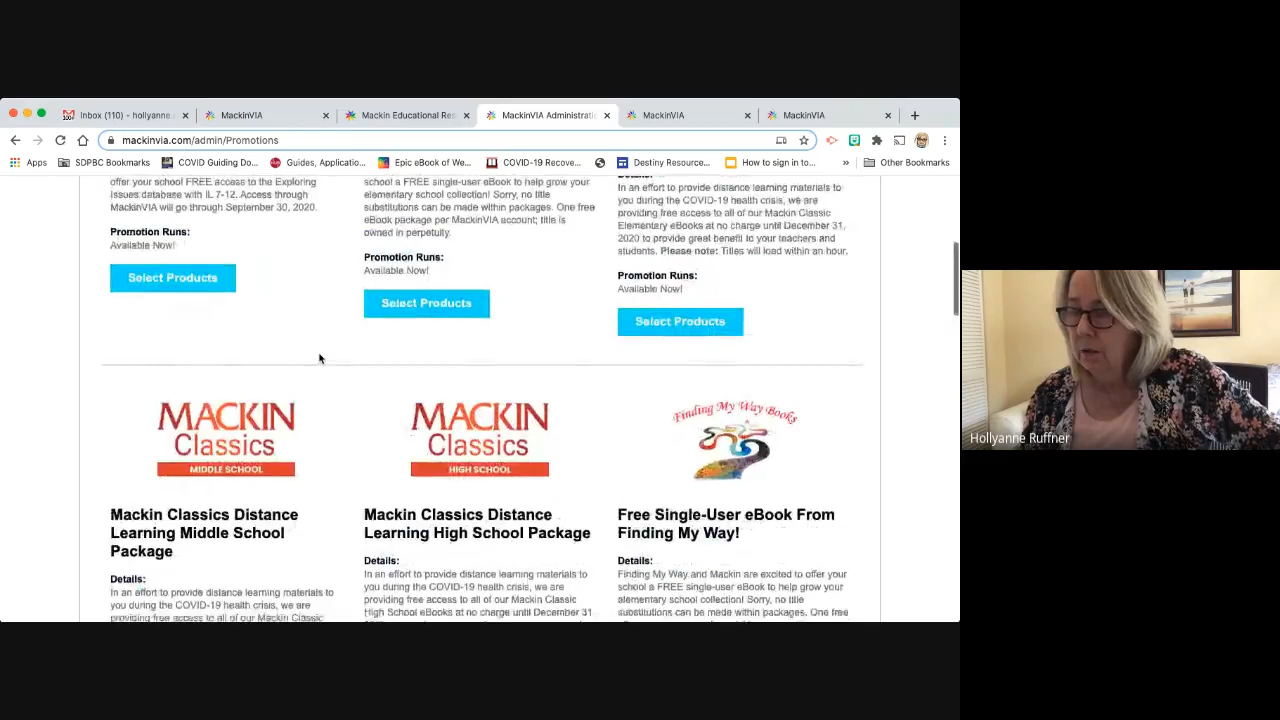 Inbox (110) - hollyanne.
MackinVIA
Mackin Educational Res
MackinVIA Administratic
MackinVIA
MackinVIA
mackinvia.com/admin/Promotions
Apps
SDPBC Bookmarks
COVID Guiding Do...
Guides, Applicatio...
Epic eBook of We...
COVID-19 Recove...
Destiny Resource...
How to sign in to...
»
Other Bookmarks
offer your school FREE access to the Exploring
Issues database with IL 7-12. Access through
MackinVIA will go through September 30, 2020.
Promotion Runs:
Available Now!
Select Products
school a FREE single-user eBook to help grow your
elementary school collection! Sorry, no title
substitutions can be made within packages. One free
eBook package per MackinVIA account; title is
owned in perpetuity.
Promotion Runs:
Available Now!
Select Products
Details:
In an effort to provide distance learning materials to
you during the COVID-19 health crisis, we are
providing free access to all of our Mackin Classic
Elementary eBooks at no charge until December 31,
2020 to provide great benefit to your teachers and
students. Please note: Titles will load within an hour.
Promotion Runs:
Available Now!
Select Products
MACKIN
Classics
MIDDLE SCHOOL
Mackin Classics Distance
Learning Middle School
Package
Details:
In an effort to provide distance learning materials to
you during the COVID-19 health crisis, we are
providing free access to all of our Mackin Classic
MACKIN
Classics
HIGH SCHOOL
Mackin Classics Distance
Learning High School Package
Details:
In an effort to provide distance learning materials to
you during the COVID-19 health crisis, we are
providing free access to all of our Mackin Classic
High School eBooks at no charge until December 31
Finding My Way Books
Free Single-User eBook From
Finding My Way!
Details:
Finding My Way and Mackin are excited to offer your
school a FREE single-user eBook to help grow your
elementary school collection! Sorry, no title
substitutions can be made within packages. One free
Hollyanne Ruffner